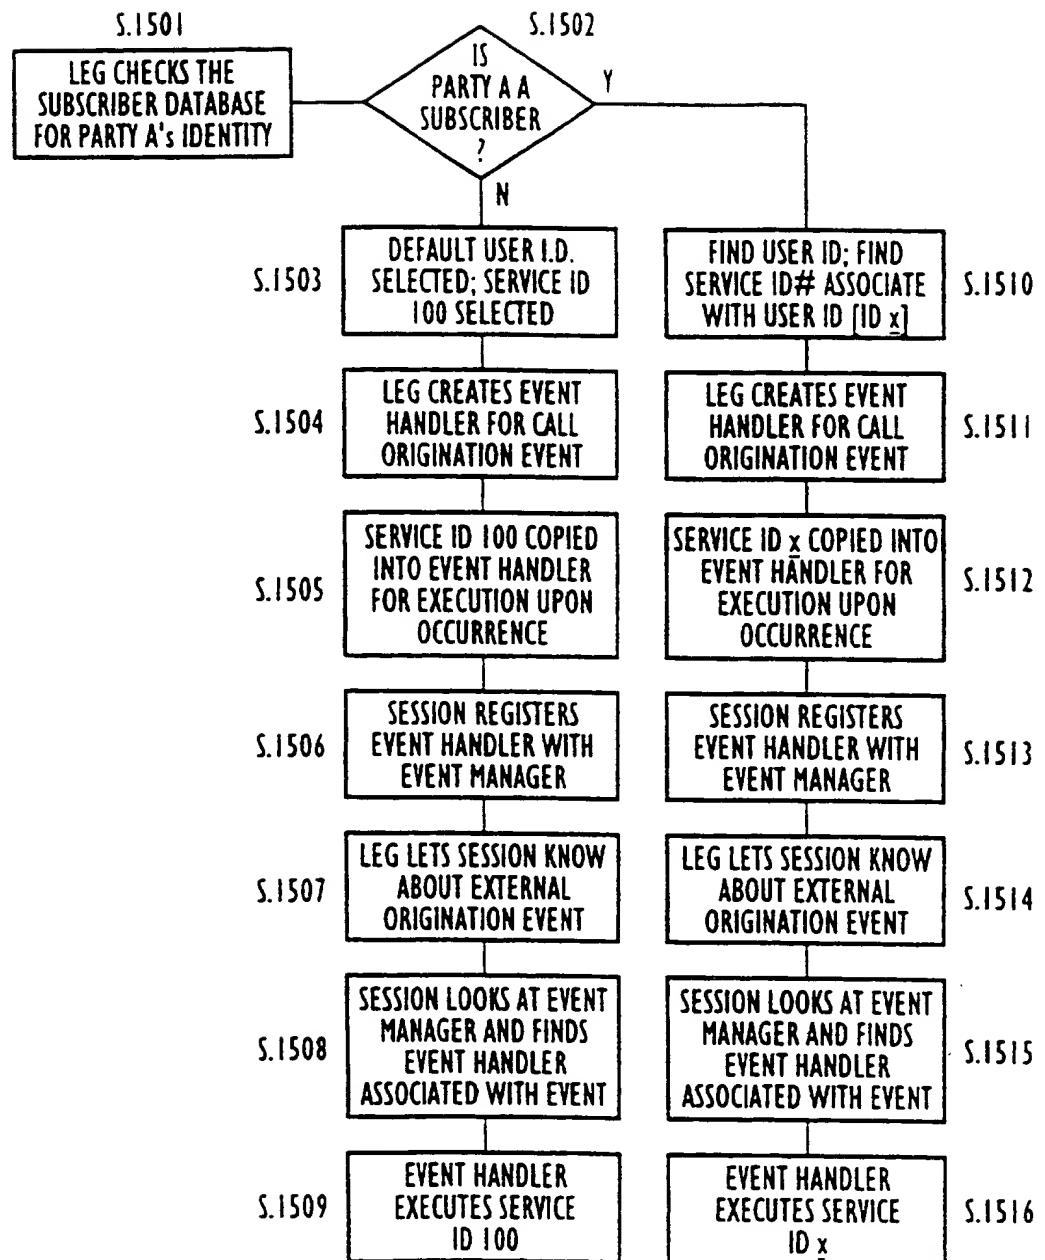 S.1501
LEG CHECKS THE
SUBSCRIBER DATABASE
FOR PARTY A's IDENTITY
S.1502
IS
PARTY A A
SUBSCRIBER
?
Y
N
S.1503
DEFAULT USER I.D.
SELECTED; SERVICE ID
100 SELECTED
S.1504
LEG CREATES EVENT
HANDLER FOR CALL
ORIGINATION EVENT
S.1505
SERVICE ID 100 COPIED
INTO EVENT HANDLER
FOR EXECUTION UPON
OCCURRENCE
S.1506
SESSION REGISTERS
EVENT HANDLER WITH
EVENT MANAGER
S.1507
LEG LETS SESSION KNOW
ABOUT EXTERNAL
ORIGINATION EVENT
S.1508
SESSION LOOKS AT EVENT
MANAGER AND FINDS
EVENT HANDLER
ASSOCIATED WITH EVENT
S.1509
EVENT HANDLER
EXECUTES SERVICE
ID 100
FIND USER ID; FIND
SERVICE ID# ASSOCIATE
WITH USER ID [ID x]
S.1510
LEG CREATES EVENT
HANDLER FOR CALL
ORIGINATION EVENT
S.1511
SERVICE ID x COPIED INTO
EVENT HANDLER FOR
EXECUTION UPON
OCCURRENCE
S.1512
SESSION REGISTERS
EVENT HANDLER WITH
EVENT MANAGER
S.1513
LEG LETS SESSION KNOW
ABOUT EXTERNAL
ORIGINATION EVENT
S.1514
SESSION LOOKS AT EVENT
MANAGER AND FINDS
EVENT HANDLER
ASSOCIATED WITH EVENT
S.1515
EVENT HANDLER
EXECUTES SERVICE
ID x
S.1516